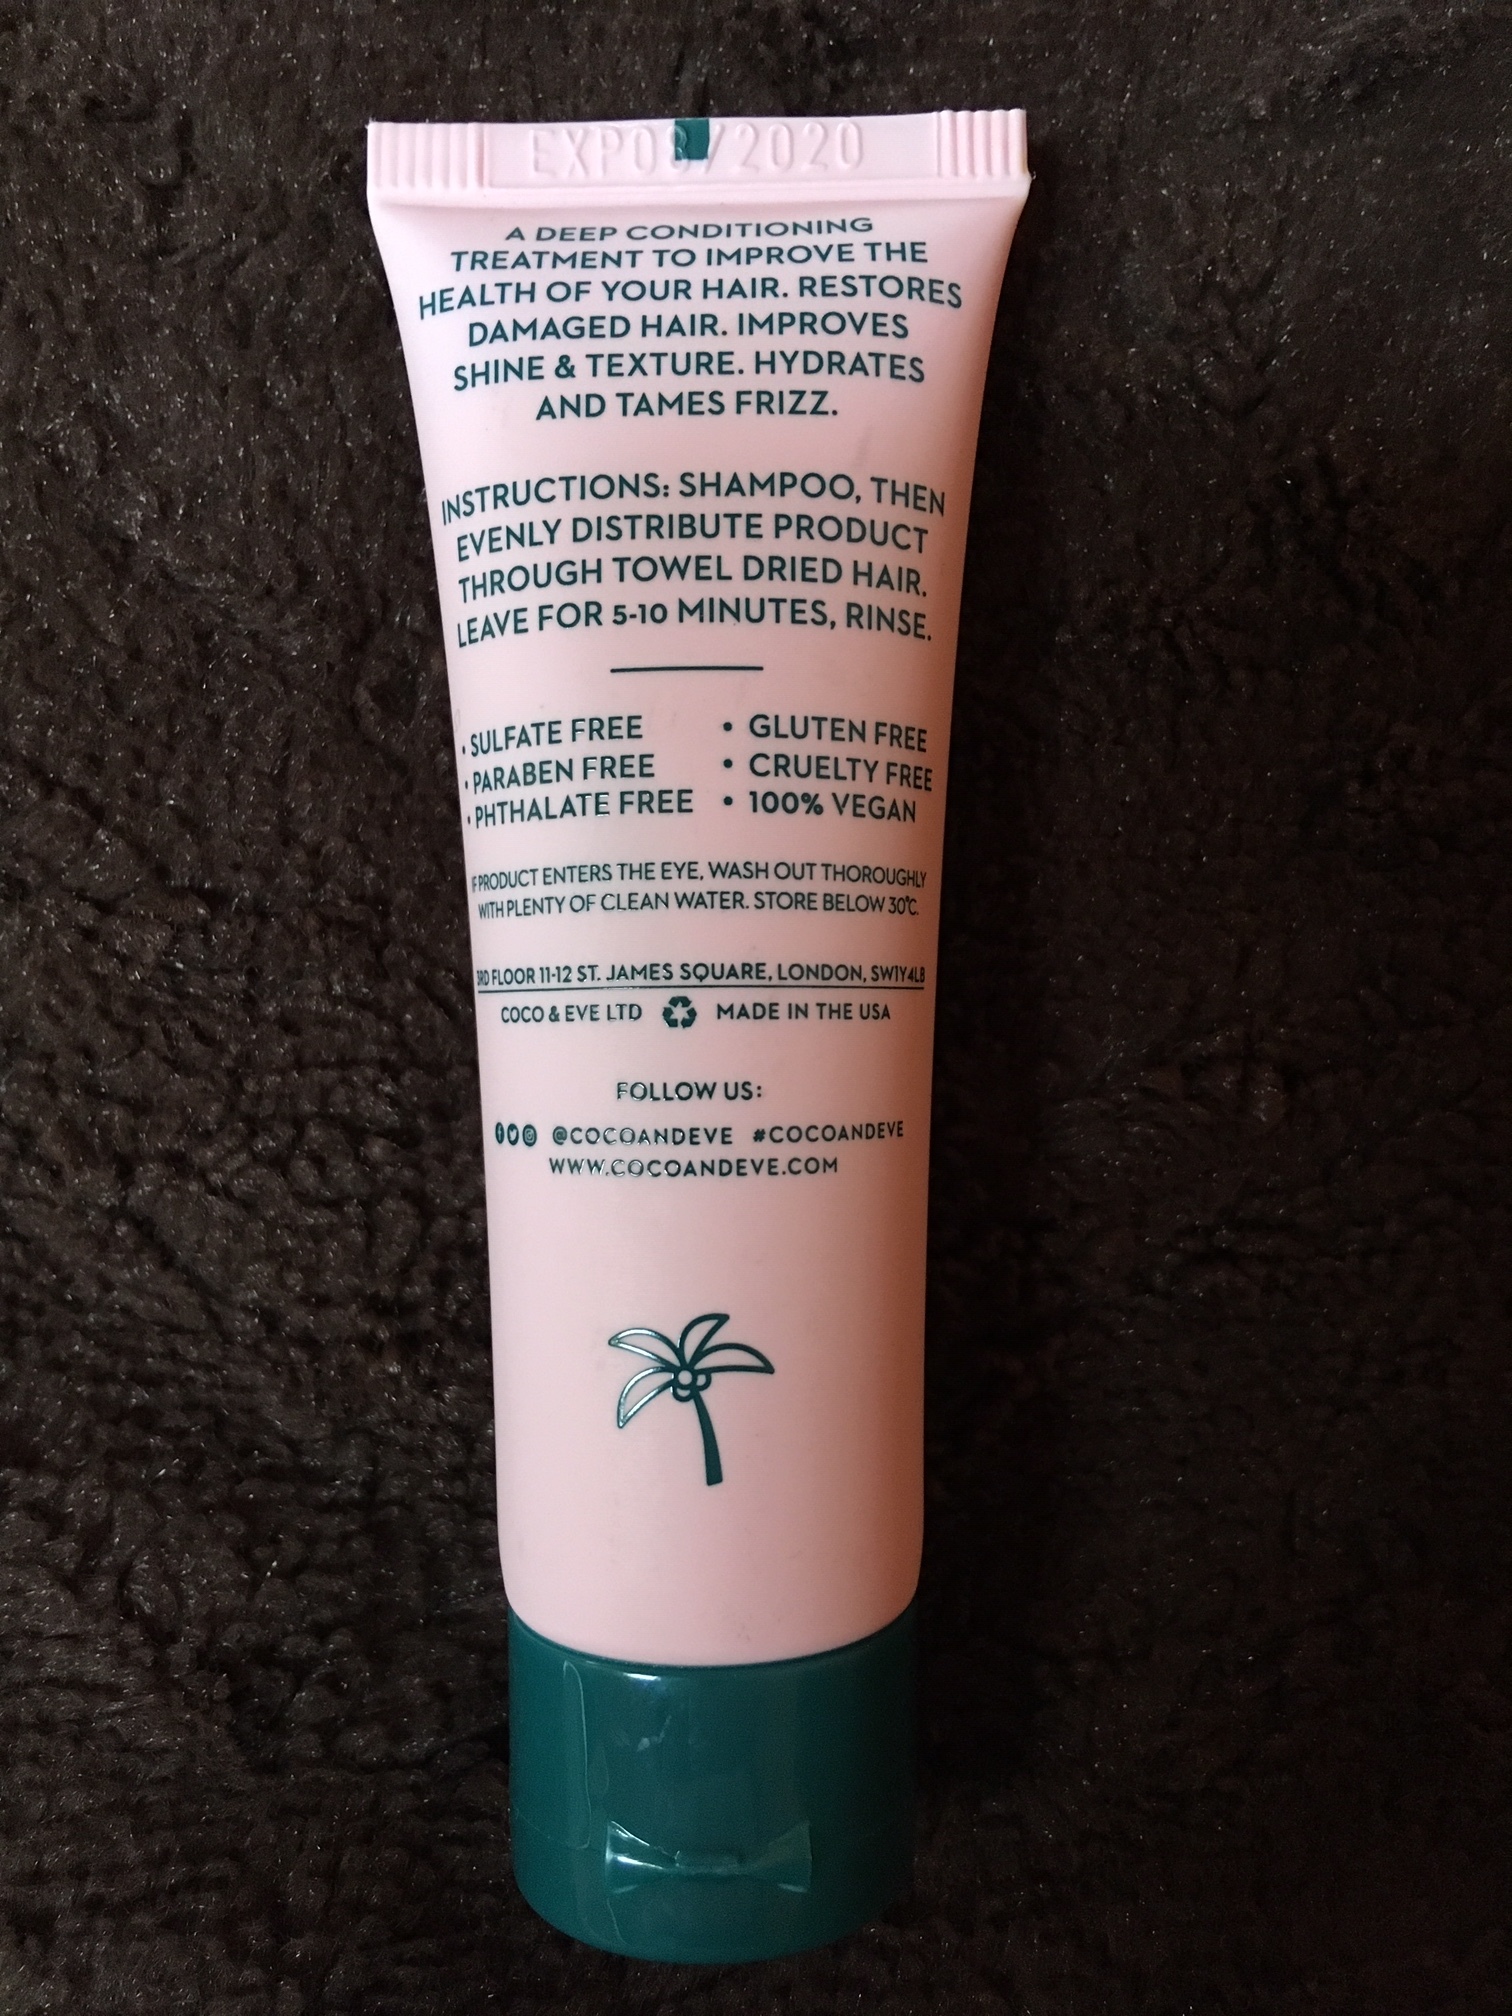 EXP08/2020
A DEEP CONDITIONING
TREATMENT TO IMPROVE THE
HEALTH OF YOUR HAIR. RESTORES
DAMAGED HAIR. IMPROVES
SHINE & TEXTURE. HYDRATES
AND TAMES FRIZZ.
INSTRUCTIONS: SHAMPOO, THEN
EVENLY DISTRIBUTE PRODUCT
THROUGH TOWEL DRIED HAIR.
LEAVE FOR 5-10 MINUTES, RINSE.
• SULFATE FREE
• PARABEN FREE
• PHTHALATE FREE
• GLUTEN FREE
• CRUELTY FREE
• 100% VEGAN
IF PRODUCT ENTERS THE EYE, WASH OUT THOROUGHLY
WITH PLENTY OF CLEAN WATER. STORE BELOW 30°C.
3RD FLOOR 11-12 ST. JAMES SQUARE, LONDON, SW1Y4LB
COCO & EVE LTD MADE IN THE USA
FOLLOW US:
@COCOANDEVE #COCOANDEVE
WWW.COCOANDEVE.COM